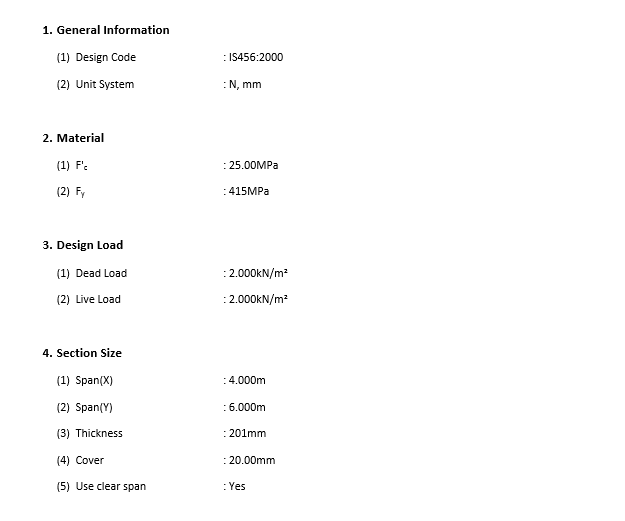 1. General Information
(1) Design Code : IS456:2000
(2) Unit System : N, mm
2. Material
(1) F'c : 25.00MPa
(2) Fy : 415MPa
3. Design Load
(1) Dead Load : 2.000kN/m²
(2) Live Load : 2.000kN/m²
4. Section Size
(1) Span(X) : 4.000m
(2) Span(Y) : 6.000m
(3) Thickness : 201mm
(4) Cover : 20.00mm
(5) Use clear span : Yes